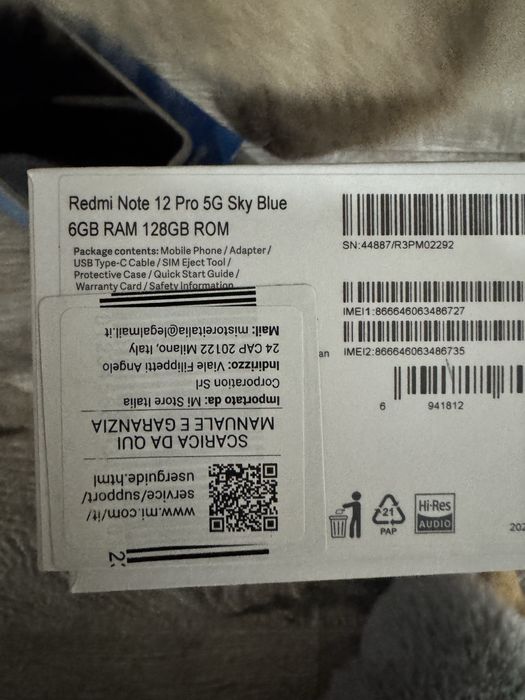 Redmi Note 12 Pro 5G Sky Blue
6GB RAM 128GB ROM
Package contents: Mobile Phone / Adapter /
USB Type-C Cable / SIM Eject Tool /
Protective Case / Quick Start Guide /
Warranty Card / Safety Information
SN:44887/R3PM02292
IMEI1:866646063486727
IMEI2:866646063486735
an
6 941812
21
PAP
Hi-Res
AUDIO
202
www.mi.com/it/
service/support/
userguide.html
SCARICA DA QUI
MANUALE E GARANZIA
Importato da: Mi Store Italia
Corporation Srl
Indirizzo: Viale Filippetti Angelo
24 CAP 20122 Milano, Italy
Mail: mistoreitalia@legalmail.it